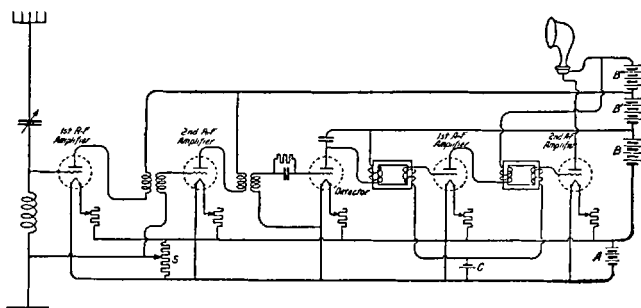 1st R-F
Amplifier
2nd R-F
Amplifier
Detector
1st A-F
Amplifier
2nd A-F
Amplifier
B
B
B
A
S
C